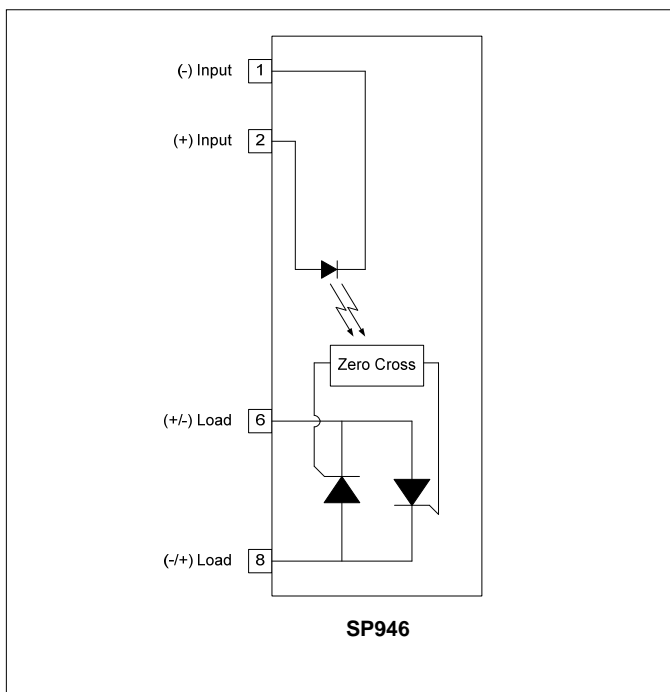 (-) Input 1
(+) Input 2
Zero Cross
(+/-) Load 6
(-/+) Load 8
SP946